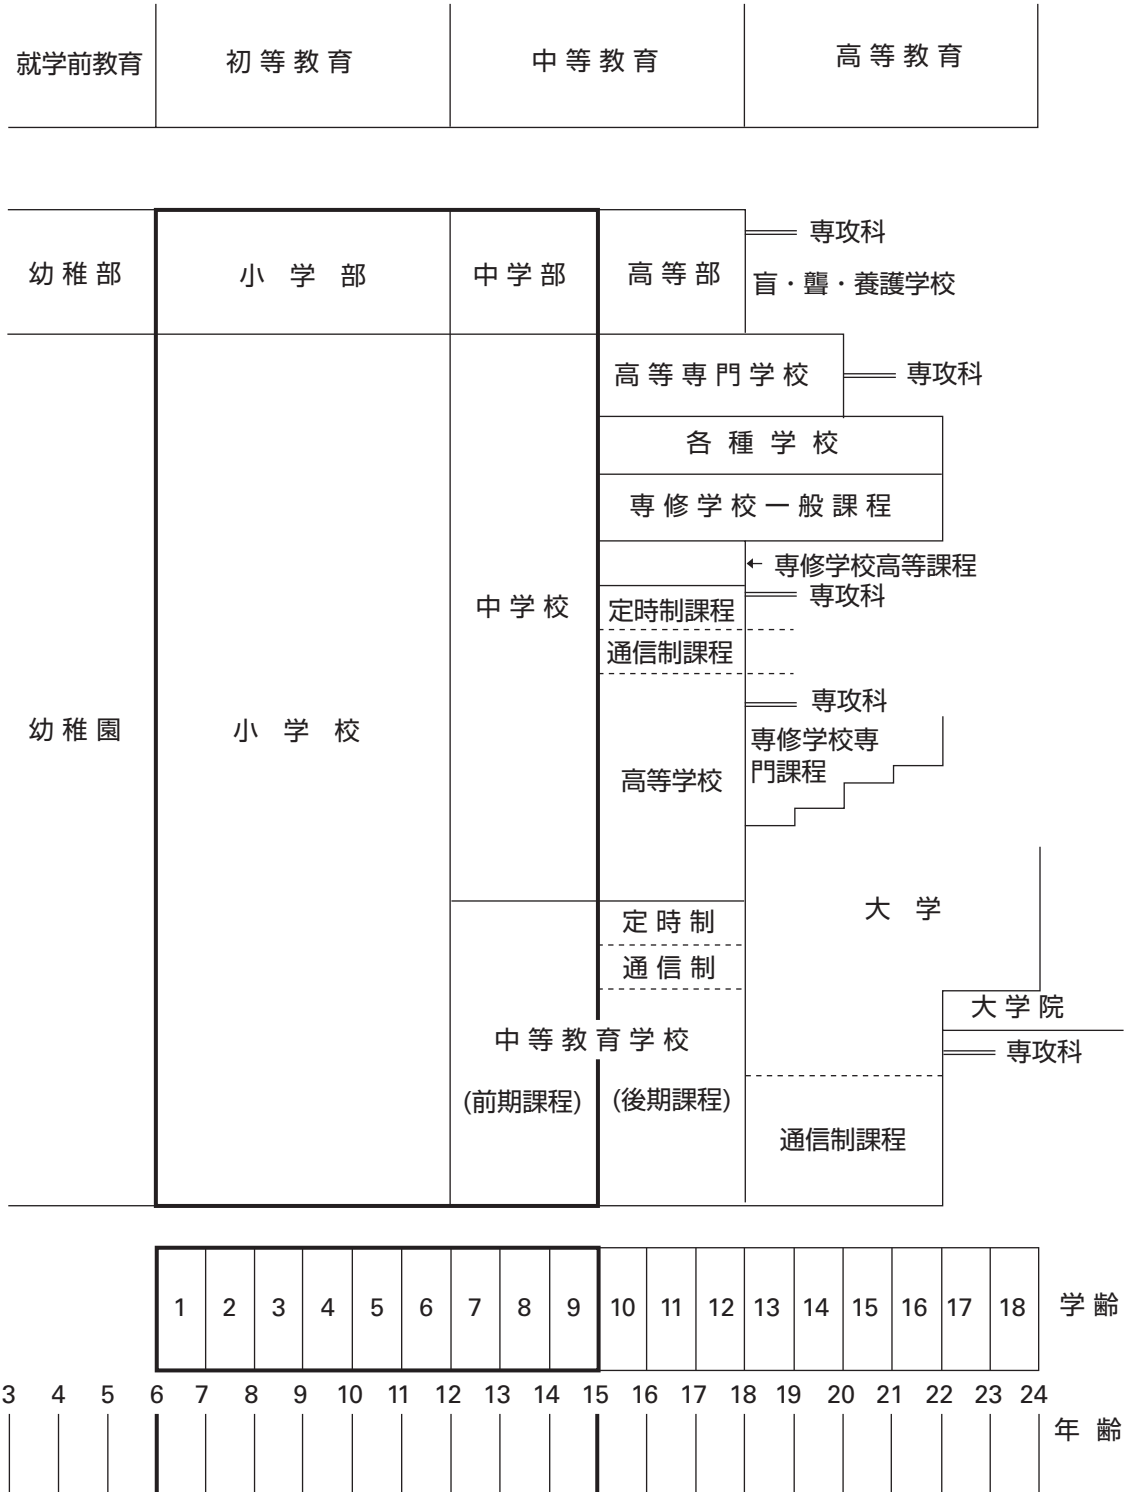 就学前教育 初等教育 中等教育 高等教育
幼稚部 小学部 中学部 高等部
専攻科
盲・聾・養護学校
高等専門学校 専攻科
各種学校
専修学校一般課程
専修学校高等課程
専攻科
中学校 定時制課程
通信制課程
専攻科
幼稚園 小学校
専修学校専
門課程
高等学校
大学
定時制
通信制
大学院
中等教育学校 専攻科
(前期課程) (後期課程)
通信制課程
1 2 3 4 5 6 7 8 9 10 11 12 13 14 15 16 17 18 学齢
3 4 5 6 7 8 9 10 11 12 13 14 15 16 17 18 19 20 21 22 23 24
年齢